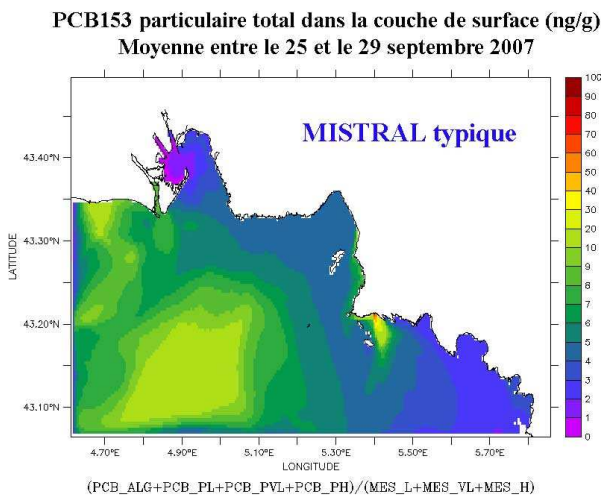 PCB153 particulaire total dans la couche de surface (ng/g)
Moyenne entre le 25 et le 29 septembre 2007
MISTRAL typique
43.40°N
43.30°N
43.20°N
43.10°N
LATITUDE
4.70°E 4.90°E 5.10°E 5.30°E 5.50°E 5.70°E
LONGITUDE
100
90
80
70
60
50
40
30
20
10
9
8
7
6
5
4
3
2
1
0
(PCB_ALG+PCB_PL+PCB_PVL+PCB_PH)/(MES_L+MES_VL+MES_H)